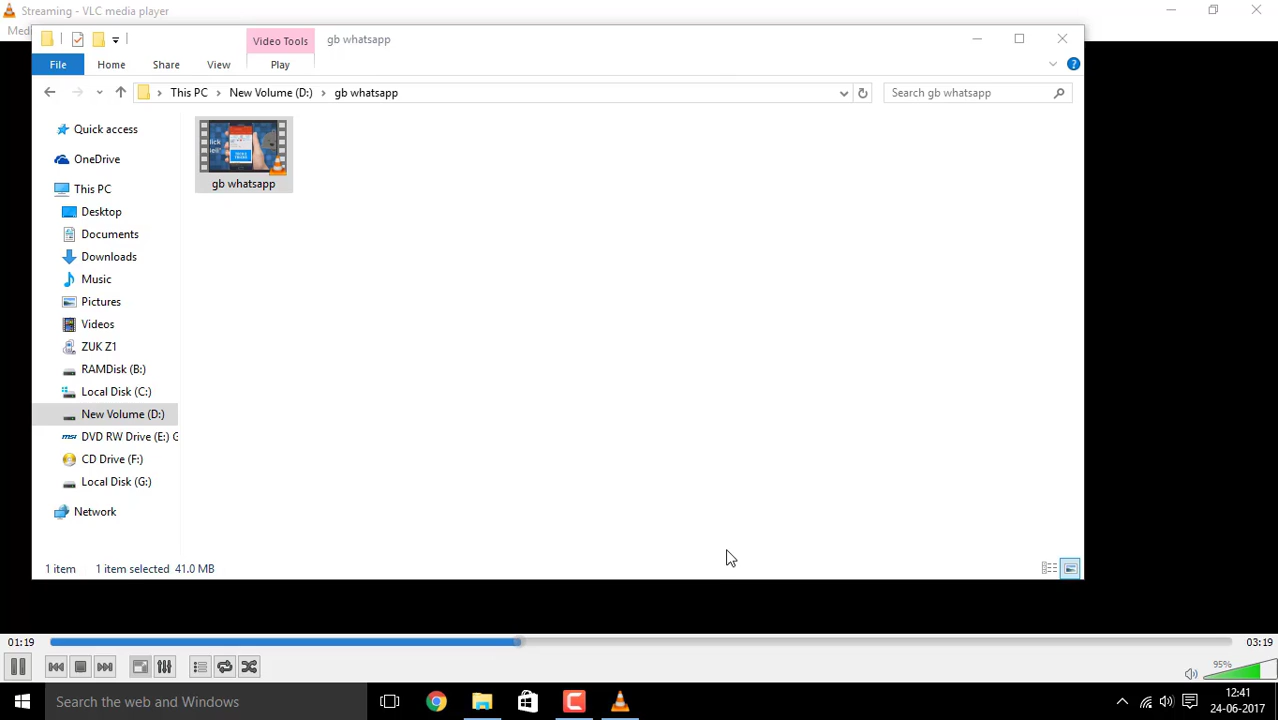 Streaming - VLC media player
Med
Video Tools
gb whatsapp
File
Home
Share
View
Play
This PC
New Volume (D:)
gb whatsapp
Search gb whatsapp
Quick access
OneDrive
This PC
Desktop
Documents
Downloads
Music
Pictures
Videos
ZUK Z1
RAMDisk (B:)
Local Disk (C:)
New Volume (D:)
msi DVD RW Drive (E:) G
CD Drive (F:)
Local Disk (G:)
Network
gb whatsapp
1 item
1 item selected 41.0 MB
01:19
03:19
95%
Search the web and Windows
12:41
24-06-2017